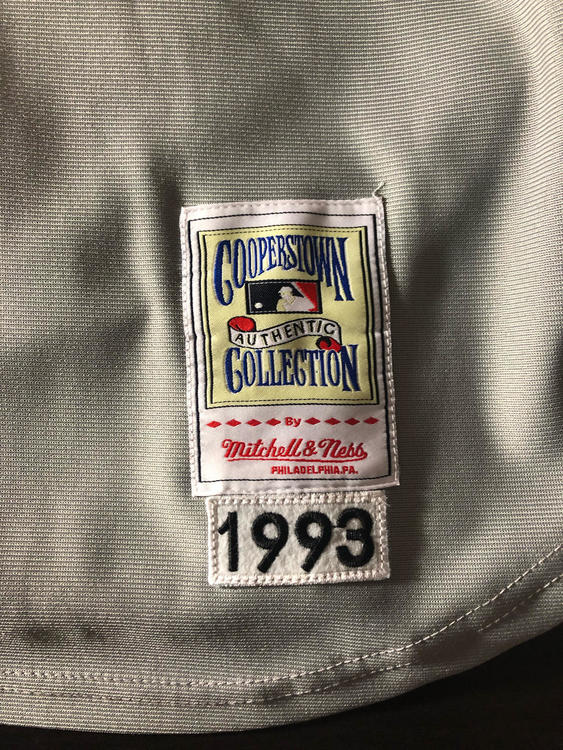 COOPERSTOWN
AUTHENTIC
COLLECTION
By
Mitchell & Ness
PHILADELPHIA.PA.
1993